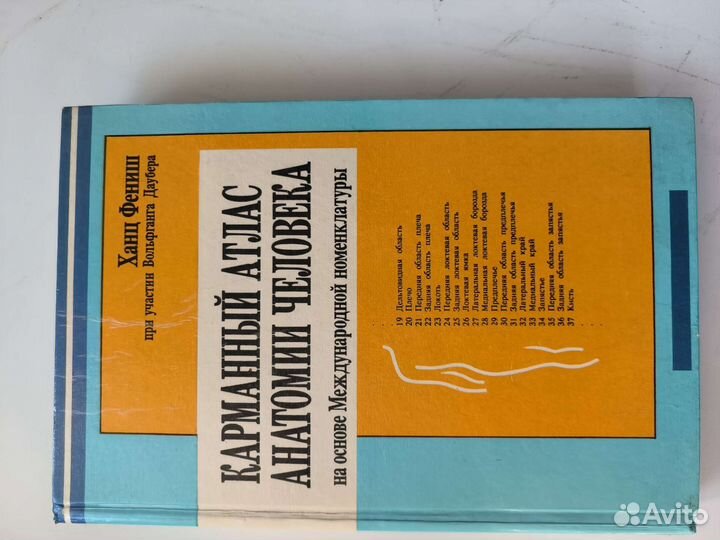 Ханц Фениш
при участии Вольфганга Даубера
КАРМАННЫЙ АТЛАС
АНАТОМИИ ЧЕЛОВЕКА
на основе Международной номенклатуры
19 Дельтовидная область
20 Плечо
21 Передняя область плеча
22 Задняя область плеча
23 Локоть
24 Передняя локтевая область
25 Задняя локтевая область
26 Локтевая ямка
27 Латеральная локтевая борозда
28 Медиальная локтевая борозда
29 Предплечье
30 Передняя область предплечья
31 Задняя область предплечья
32 Латеральный край
33 Медиальный край
34 Запястье
35 Передняя область запястья
36 Задняя область запястья
37 Кисть
Avito